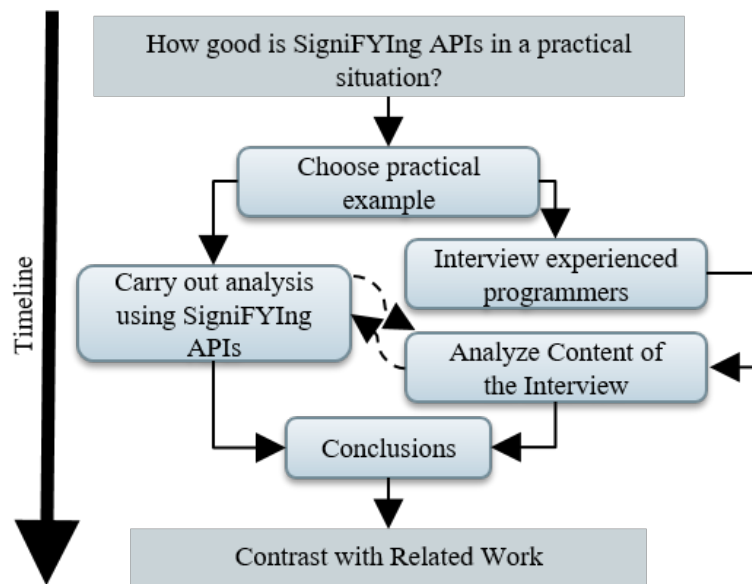 How good is SigniFYIng APIs in a practical
situation?
Choose practical
example
Timeline
Carry out analysis
using SigniFYIng
APIs
Interview experienced
programmers
Analyze Content of
the Interview
Conclusions
Contrast with Related Work